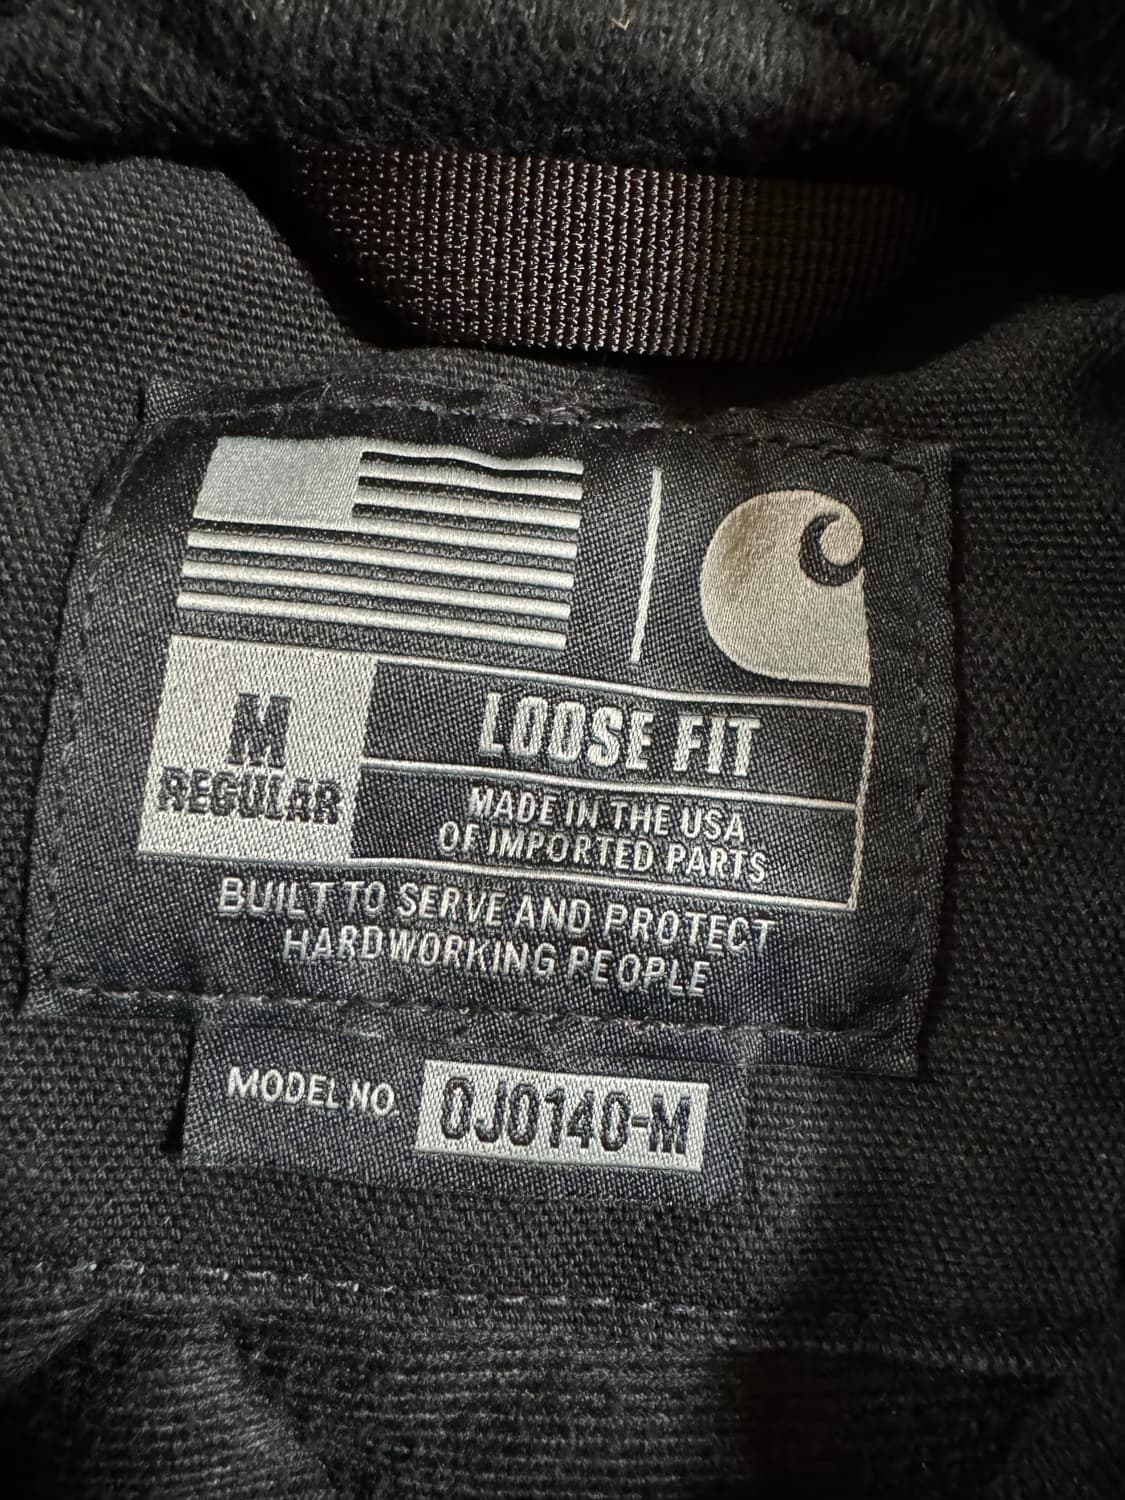 M
REGULAR
LOOSE FIT
MADE IN THE USA
OF IMPORTED PARTS
BUILT TO SERVE AND PROTECT
HARDWORKING PEOPLE
MODEL NO. 0J0140-M